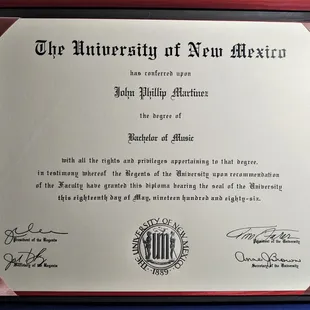 The University of New Mexico
has conferred upon
John Phillip Martinez
the degree of
Bachelor of Music
with all the rights and privileges appertaining to that degree,
in testimony whereof the Regents of the University upon recommendation
of the Faculty have granted this diploma bearing the seal of the University
this eighteenth day of May, nineteen hundred and eighty-six.
President of the Regents
President of the University
Secretary of the Regents
Secretary of the University
THE UNIVERSITY OF NEW MEXICO
UNM
1889